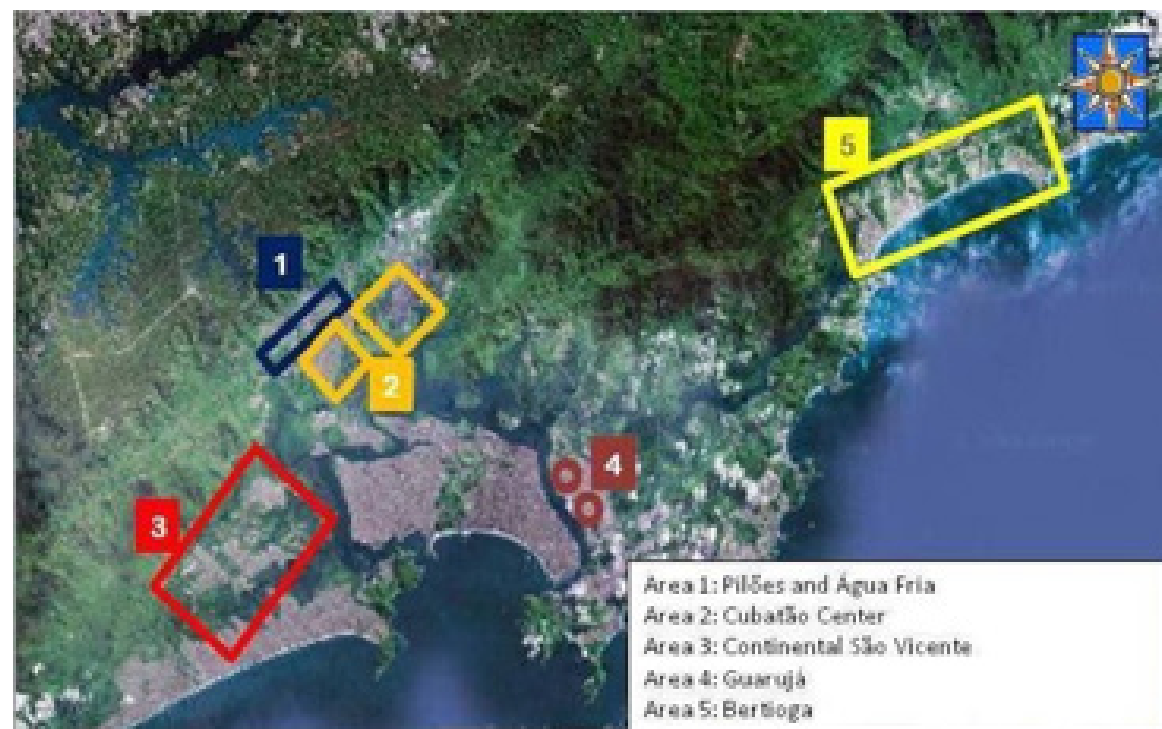 5
1
2
4
3
Area 1: Pilões and Água Fria
Area 2: Cubatão Center
Area 3: Continental São Vicente
Area 4: Guarujá
Area 5: Bertioga